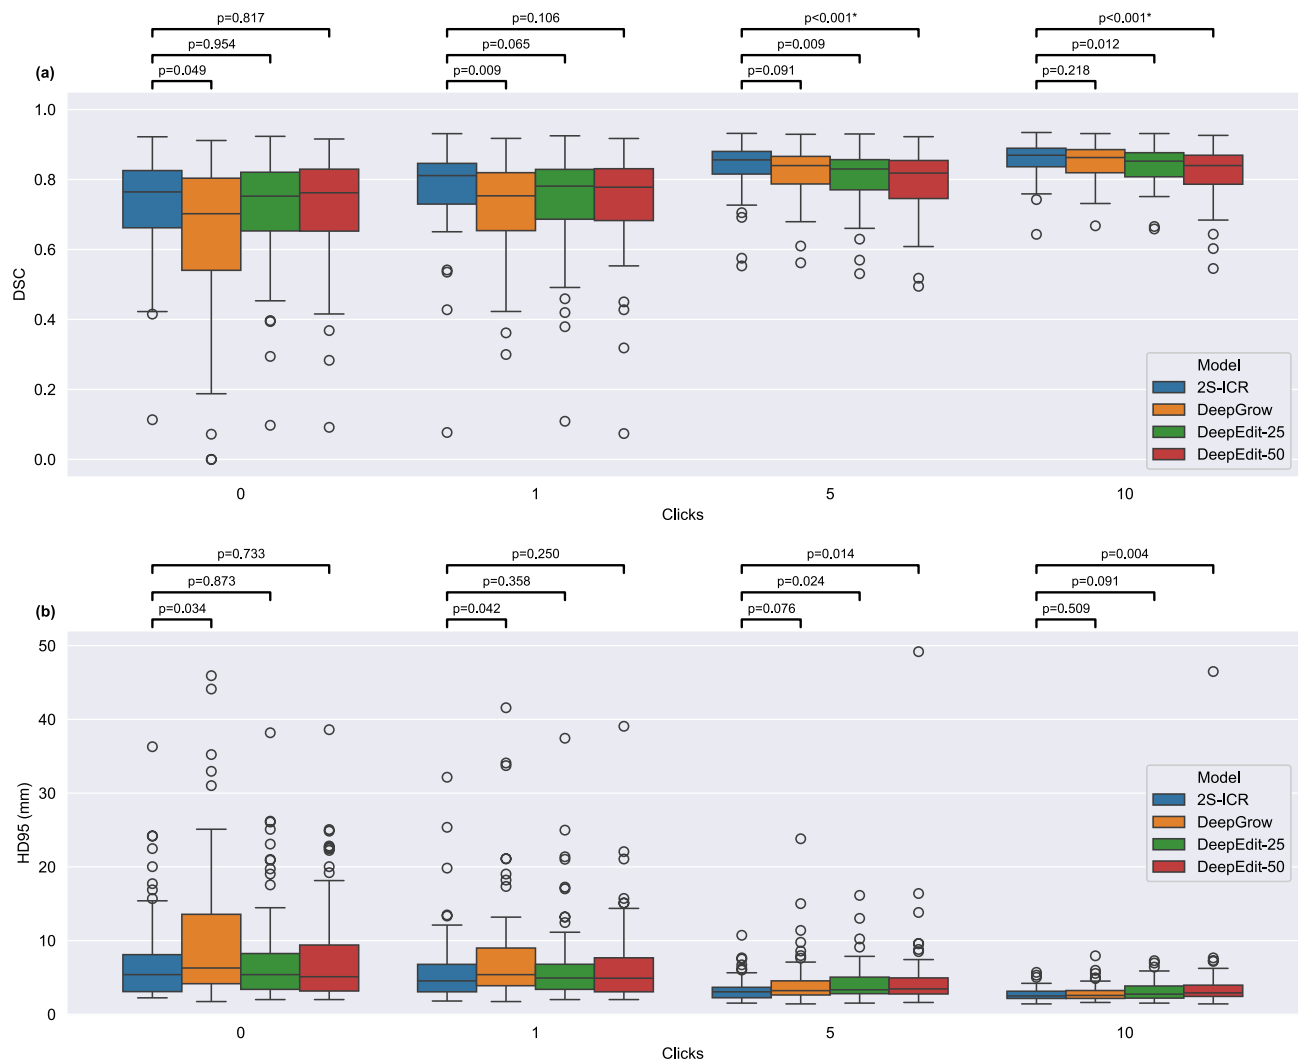 p=0.817
p=0.106
p<0.001*
p<0.001*
p=0.954
p=0.065
p=0.009
p=0.012
(a)
p=0.049
p=0.009
p=0.091
p=0.218
1.0
0.8
0.6
0.4
0.2
0.0
DSC
Model
2S-ICR
DeepGrow
DeepEdit-25
DeepEdit-50
0
1
5
10
Clicks
p=0.733
p=0.250
p=0.014
p=0.004
p=0.873
p=0.358
p=0.024
p=0.091
(b)
p=0.034
p=0.042
p=0.076
p=0.509
50
40
30
20
10
0
HD95 (mm)
Model
2S-ICR
DeepGrow
DeepEdit-25
DeepEdit-50
0
1
5
10
Clicks